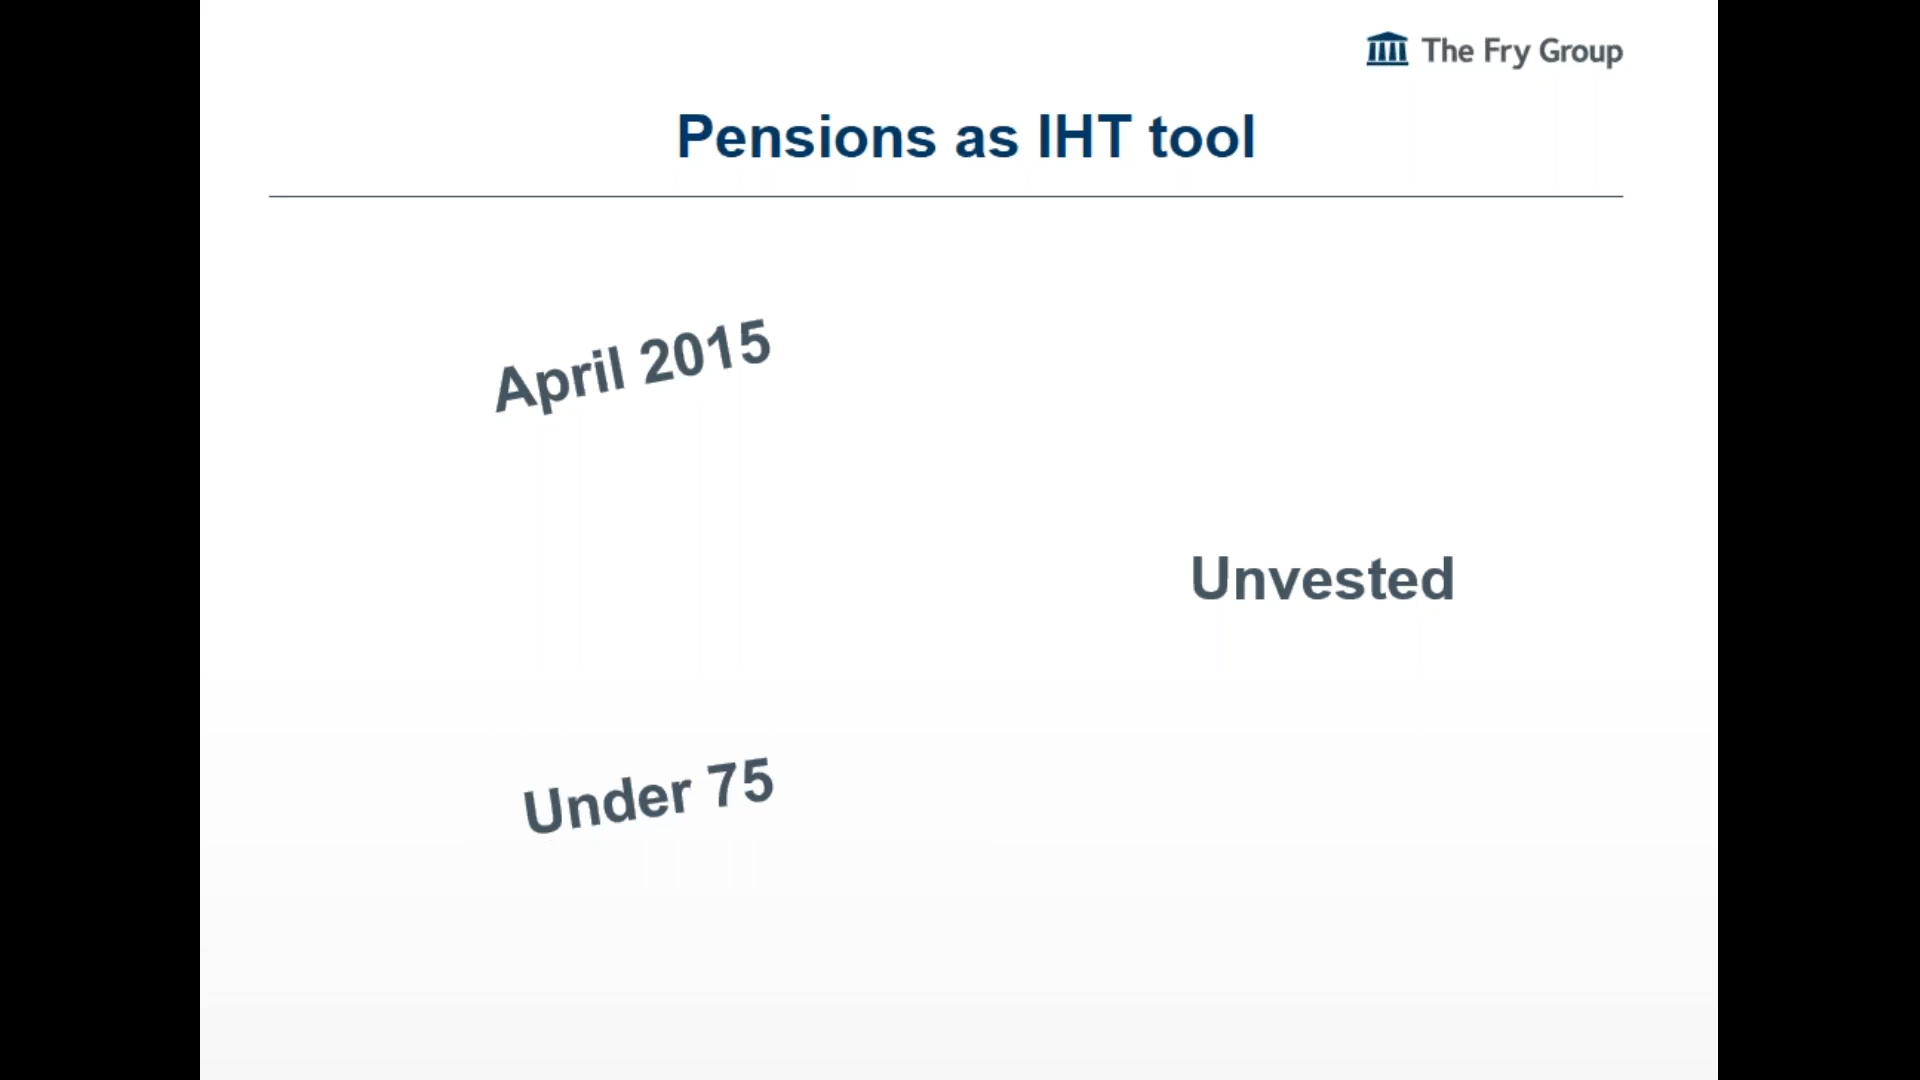 The Fry Group
Pensions as IHT tool
April 2015
Unvested
Under 75